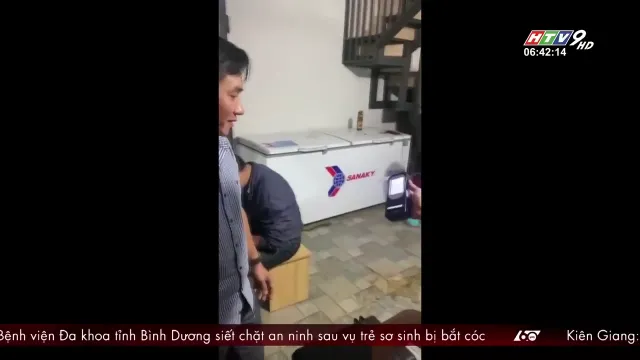 HTV9 HD
06:42:14
SANAKY
Bệnh viện Đa khoa tỉnh Bình Dương siết chặt an ninh sau vụ trẻ sơ sinh bị bắt cóc
60
Kiên Giang: